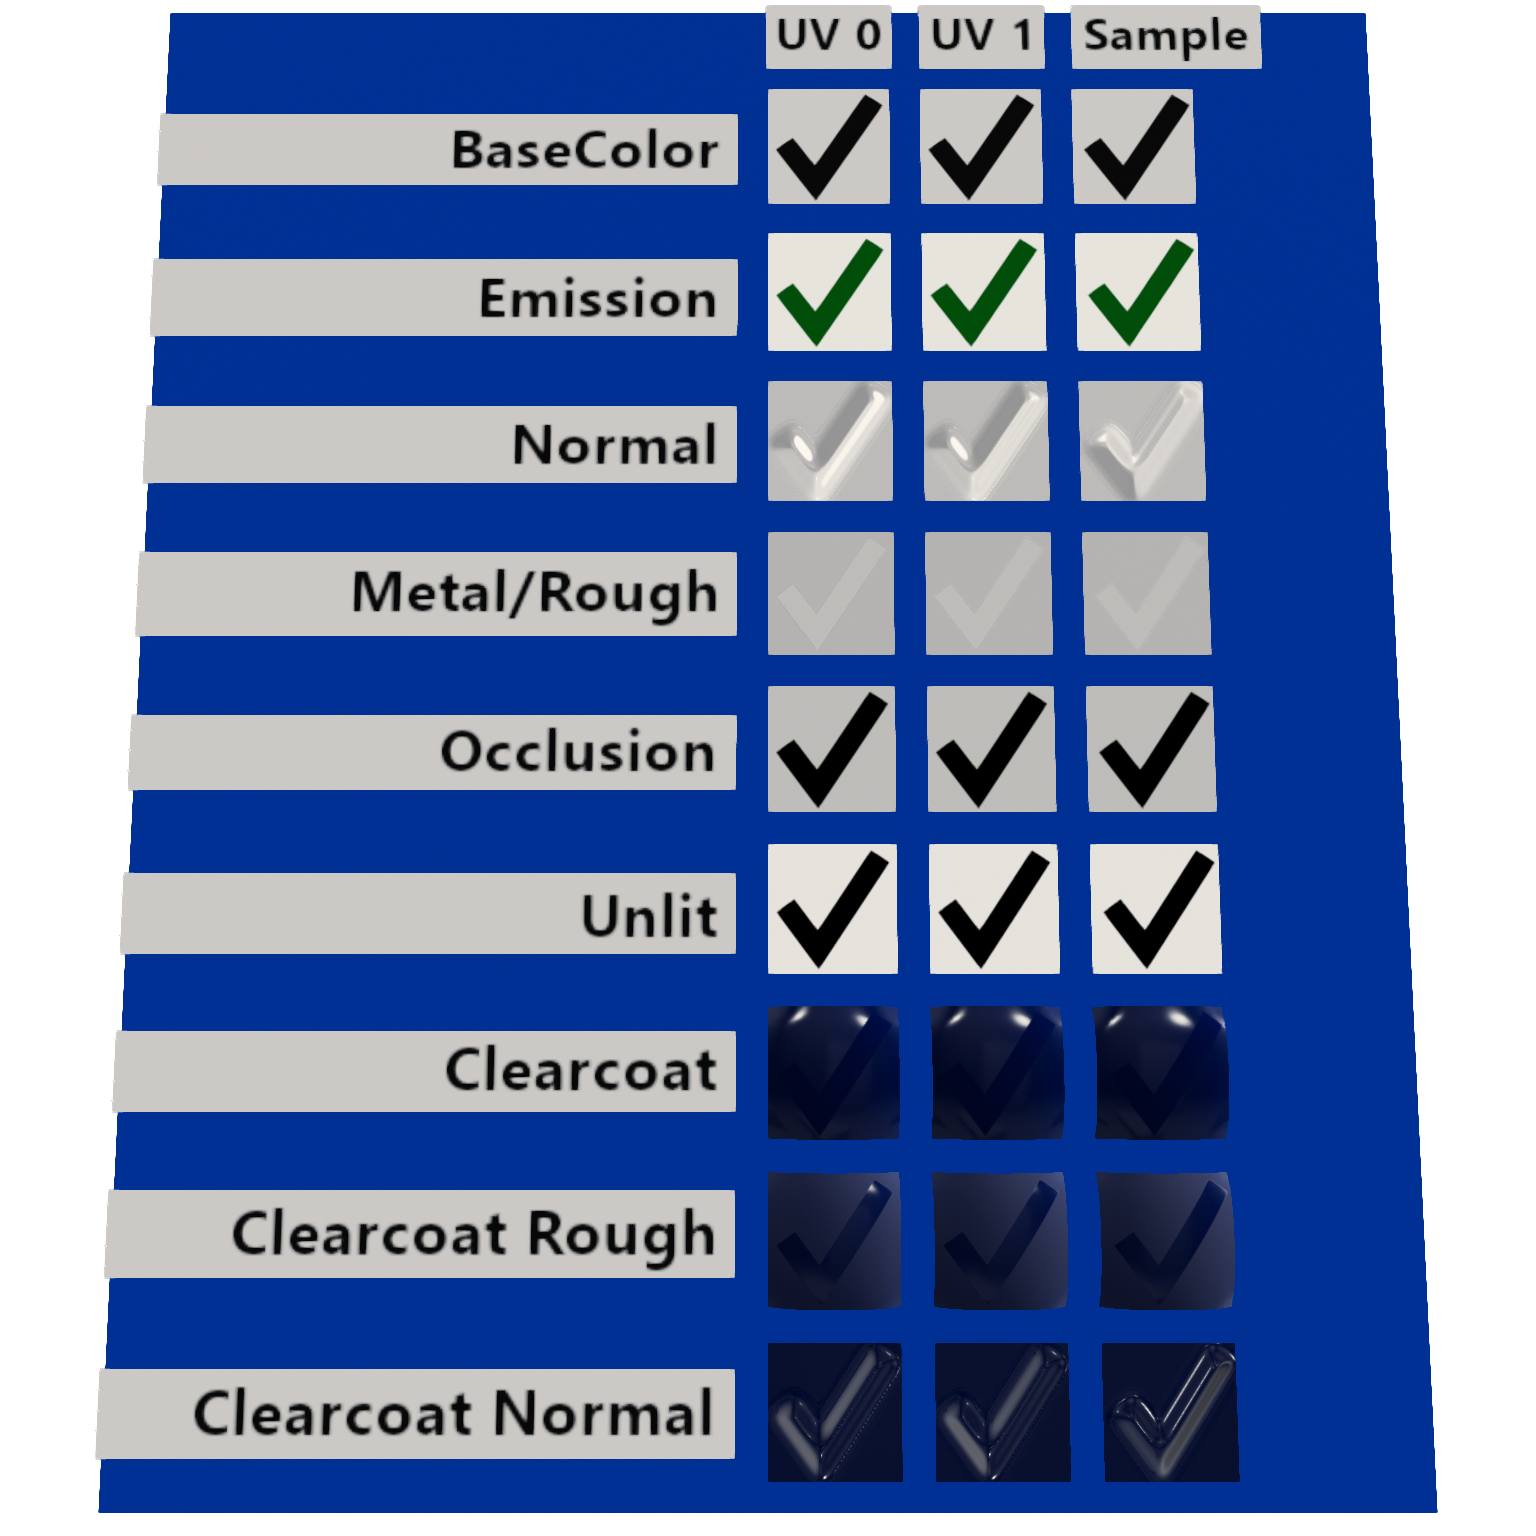 UV 0 UV 1 Sample
BaseColor
Emission
Normal
Metal/Rough
Occlusion
Unlit
Clearcoat
Clearcoat Rough
Clearcoat Normal